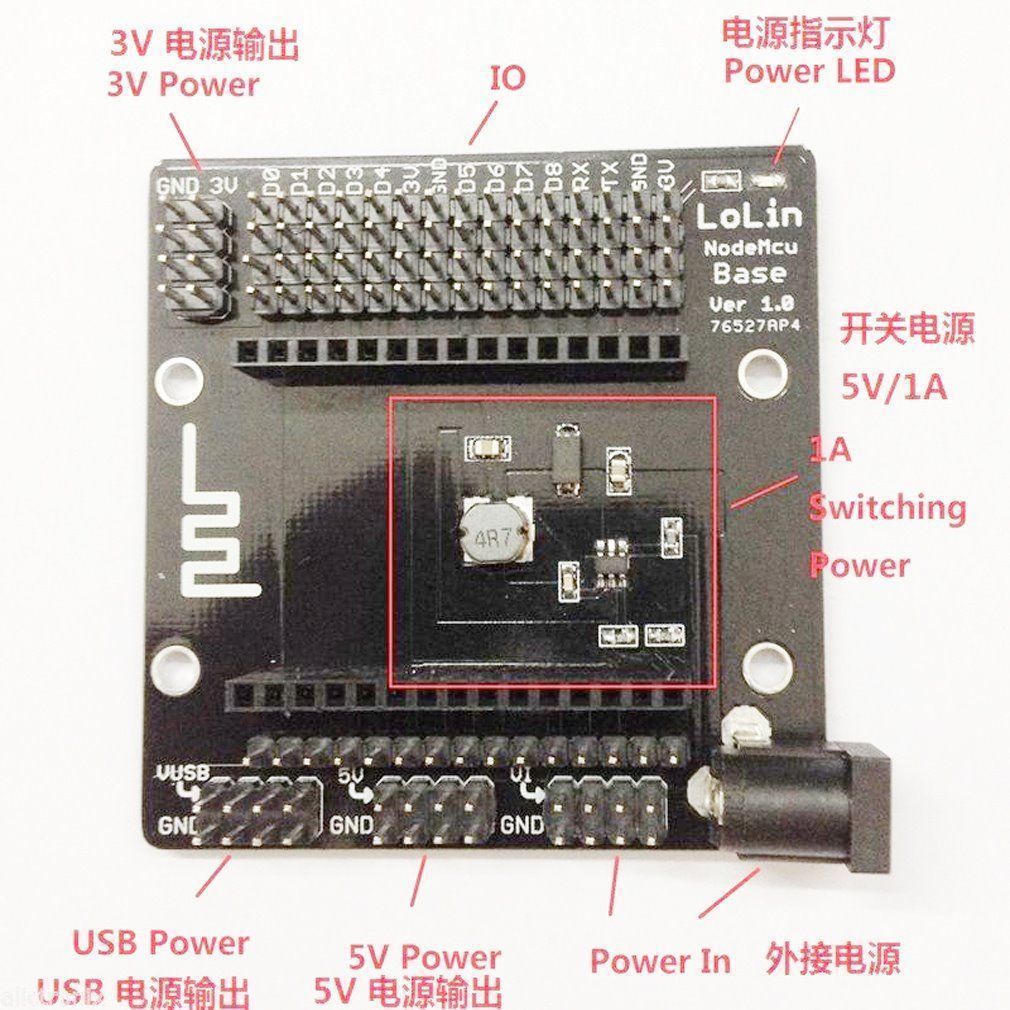 3V 电源输出
3V Power
IO
电源指示灯
Power LED
GND 3V
D0 D1 D2 D3 D4 3V GND D5 D6 D7 D8 RX TX GND 3V
LoLin
NodeMcu
Base
Ver 1.0
76527AP4
开关电源
5V/1A
1A
Switching
Power
4R7
VUSB
GND
5V
GND
VI
GND
USB Power
USB 电源输出
5V Power
5V 电源输出
Power In
外接电源